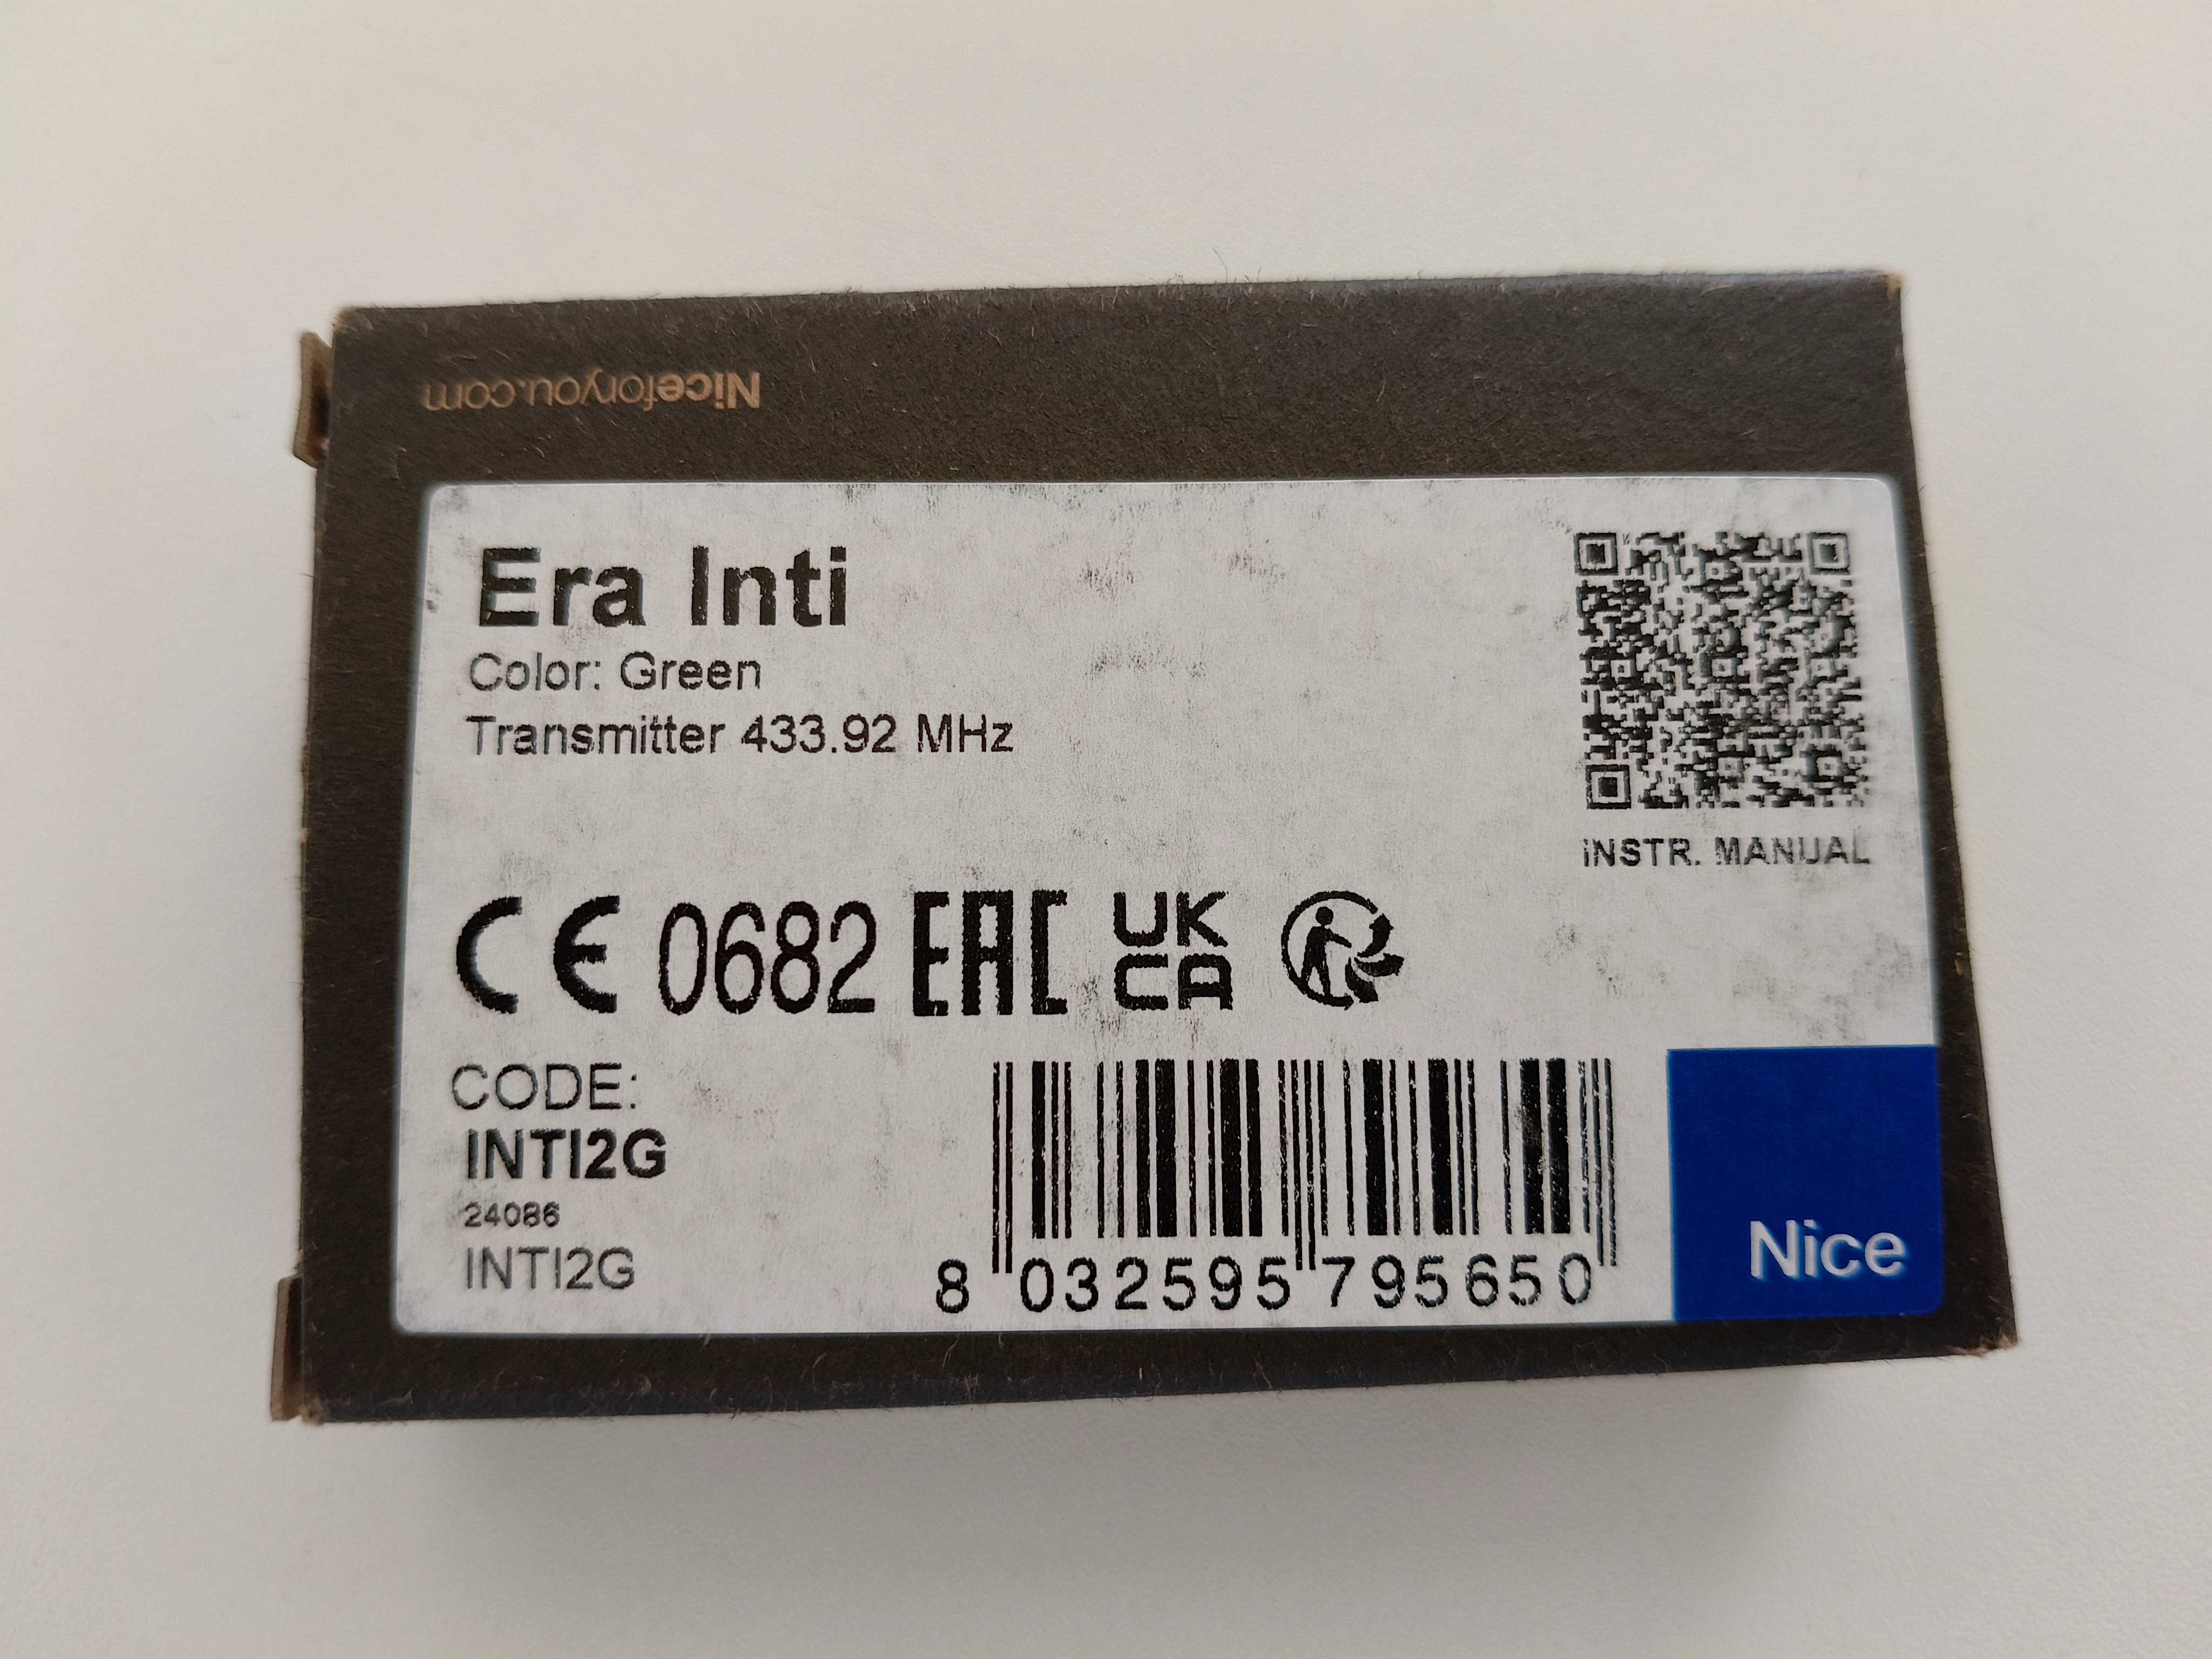 Niceforyou.com
Era Inti
Color: Green
Transmitter 433.92 MHz
INSTR. MANUAL
CE 0682 EAC UK
CA
CODE:
INTI2G
24086
INTI2G
8 032595 795650
Nice